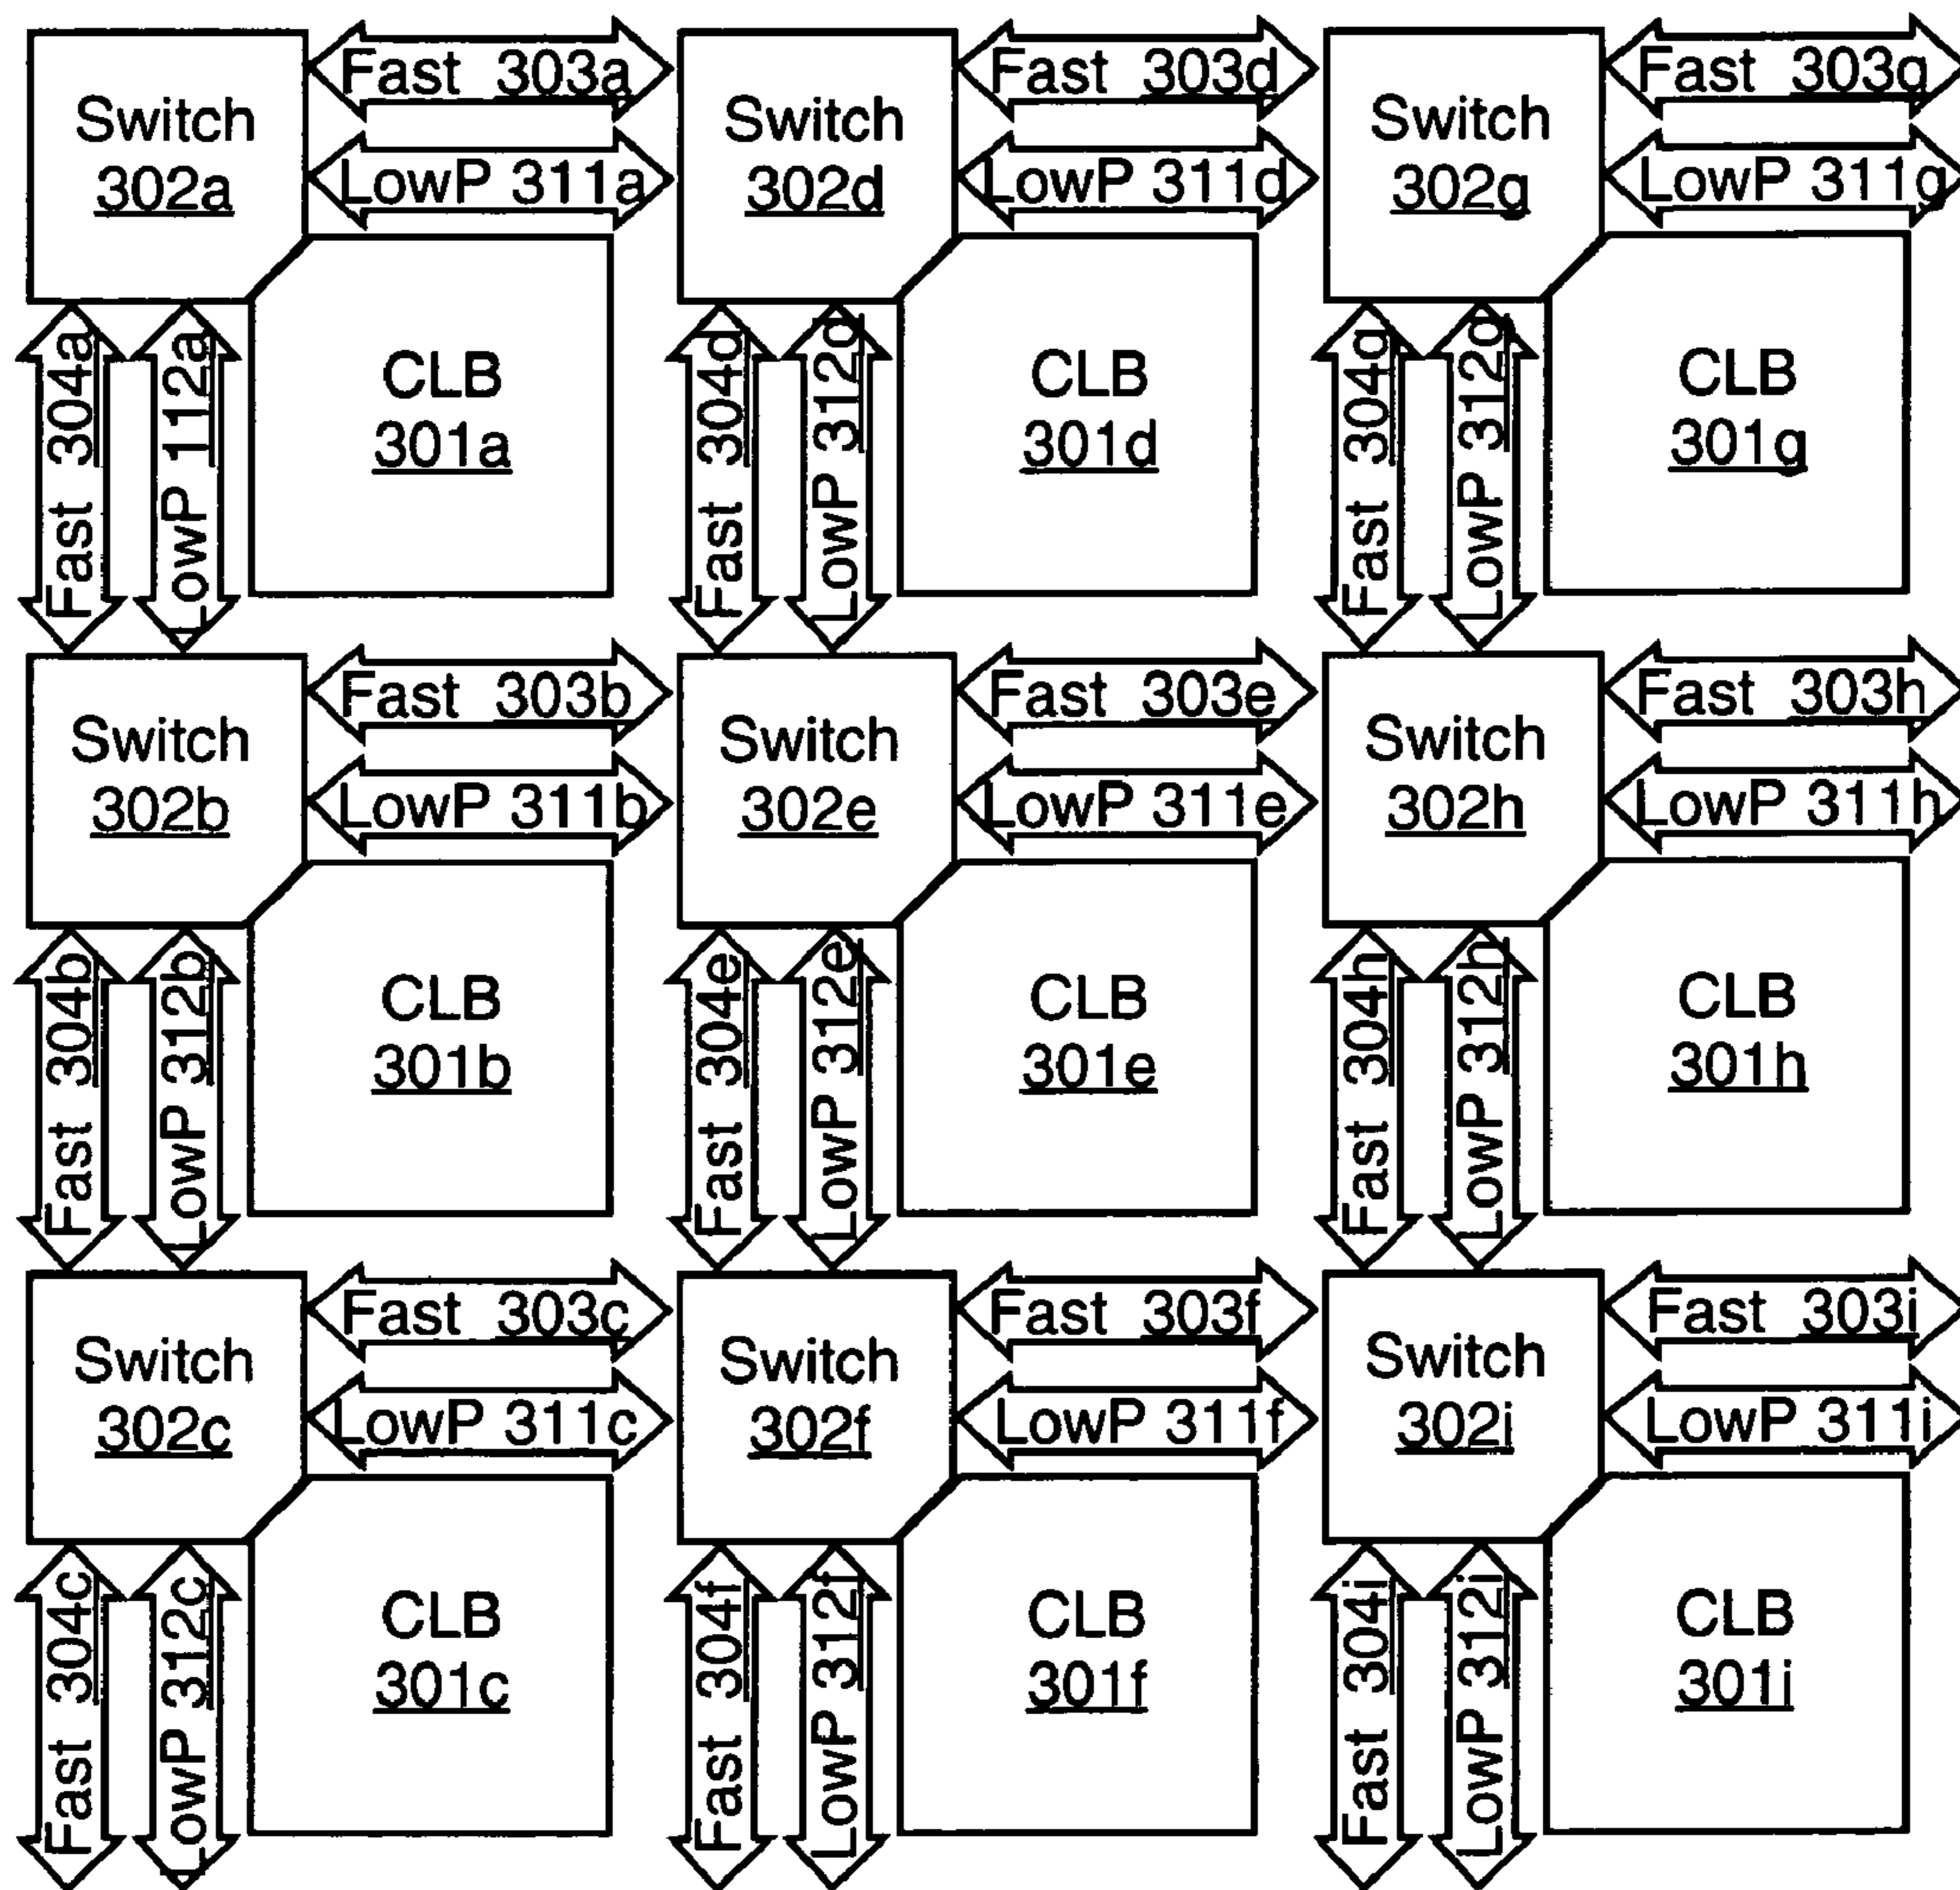 Fast 303a
Fast 303d
Fast 303g
Switch
302a
Switch
302d
Switch
302g
LowP 311a
LowP 311d
LowP 311g
Fast 304a
LowP 112a
CLB
301a
Fast 304d
LowP 312d
CLB
301d
Fast 304g
LowP 312g
CLB
301g
Fast 303b
Fast 303e
Fast 303h
Switch
302b
Switch
302e
Switch
302h
LowP 311b
LowP 311e
LowP 311h
Fast 304b
LowP 312b
CLB
301b
Fast 304e
LowP 312e
CLB
301e
Fast 304h
LowP 312h
CLB
301h
Fast 303c
Fast 303f
Fast 303i
Switch
302c
Switch
302f
Switch
302i
LowP 311c
LowP 311f
LowP 311i
Fast 304c
LowP 312c
CLB
301c
Fast 304f
LowP 312f
CLB
301f
Fast 304i
LowP 312i
CLB
301i